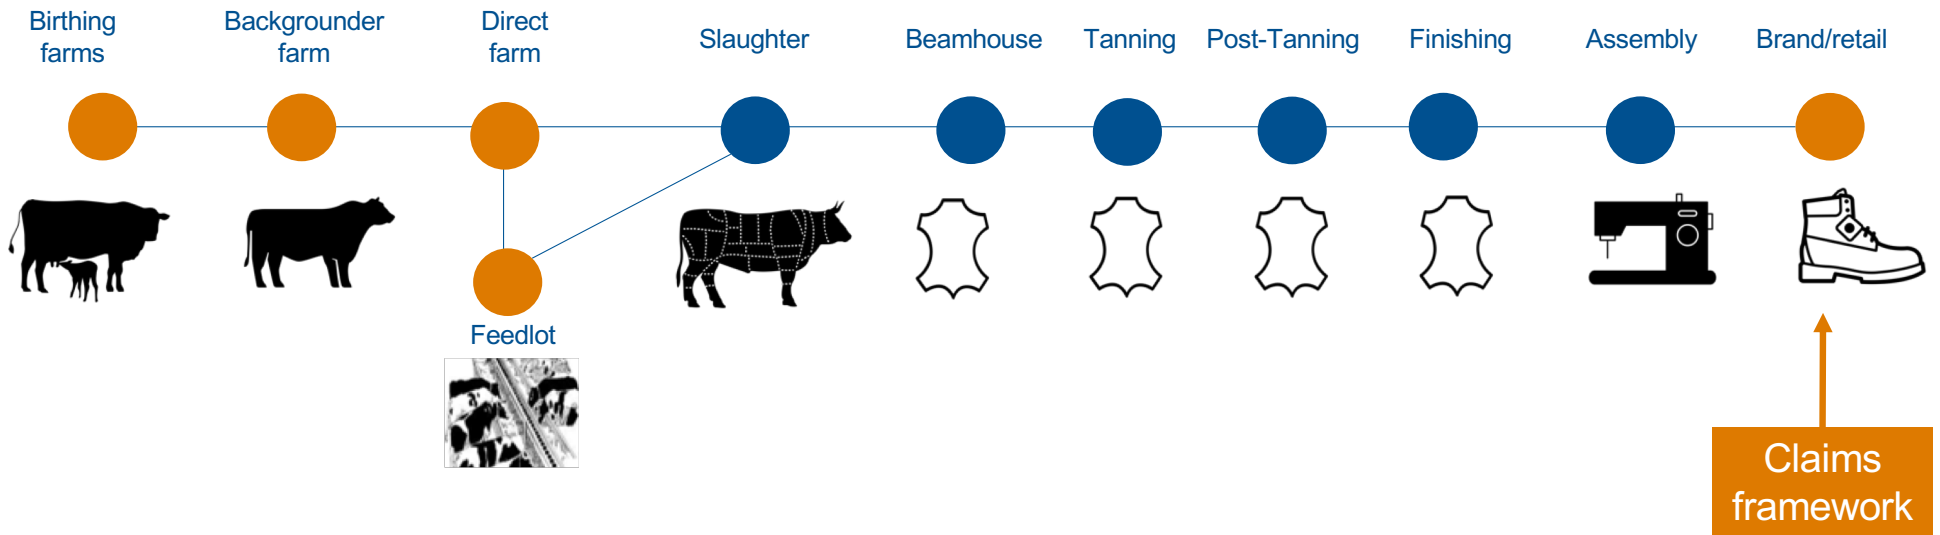 Birthing
farms
Backgrounder
farm
Direct
farm
Slaughter
Beamhouse
Tanning
Post-Tanning
Finishing
Assembly
Brand/retail
Feedlot
Claims
framework